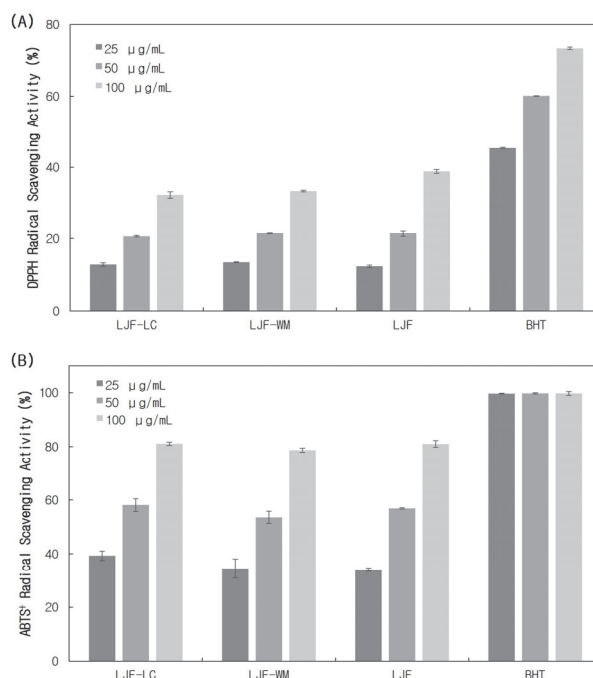 (A)
80
60
40
20
0
DPPH Radical Scavenging Activity (%)
25 μg/mL
50 μg/mL
100 μg/mL
LJF-LC LJF-WM LJF BHT
(B)
100
80
60
40
20
0
ABTS⁺ Radical Scavenging Activity (%)
25 μg/mL
50 μg/mL
100 μg/mL
LJF-LC LJF-WM LJF BHT